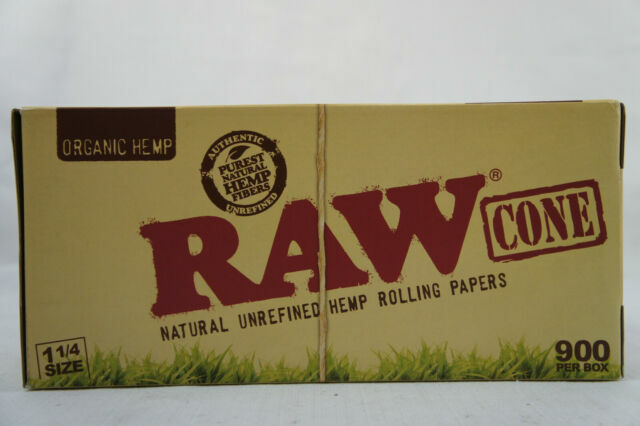 ORGANIC HEMP
AUTHENTIC
PUREST
NATURAL
HEMP
FIBERS
UNREFINED
RAW®
CONE
NATURAL UNREFINED HEMP ROLLING PAPERS
1 1/4
SIZE
900
PER BOX